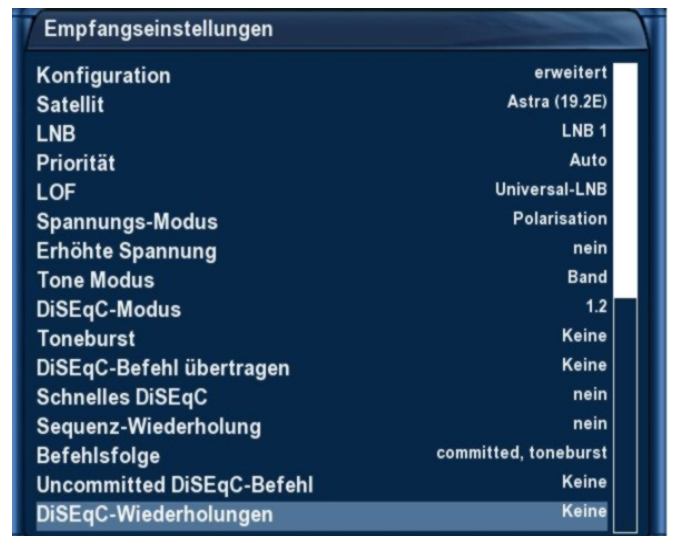 Empfangseinstellungen
Konfiguration erweitert
Satellit Astra (19.2E)
LNB LNB 1
Priorität Auto
LOF Universal-LNB
Spannungs-Modus Polarisation
Erhöhte Spannung nein
Tone Modus Band
DiSEqC-Modus 1.2
Toneburst Keine
DiSEqC-Befehl übertragen Keine
Schnelles DiSEqC nein
Sequenz-Wiederholung nein
Befehlsfolge committed, toneburst
Uncommitted DiSEqC-Befehl Keine
DiSEqC-Wiederholungen Keine